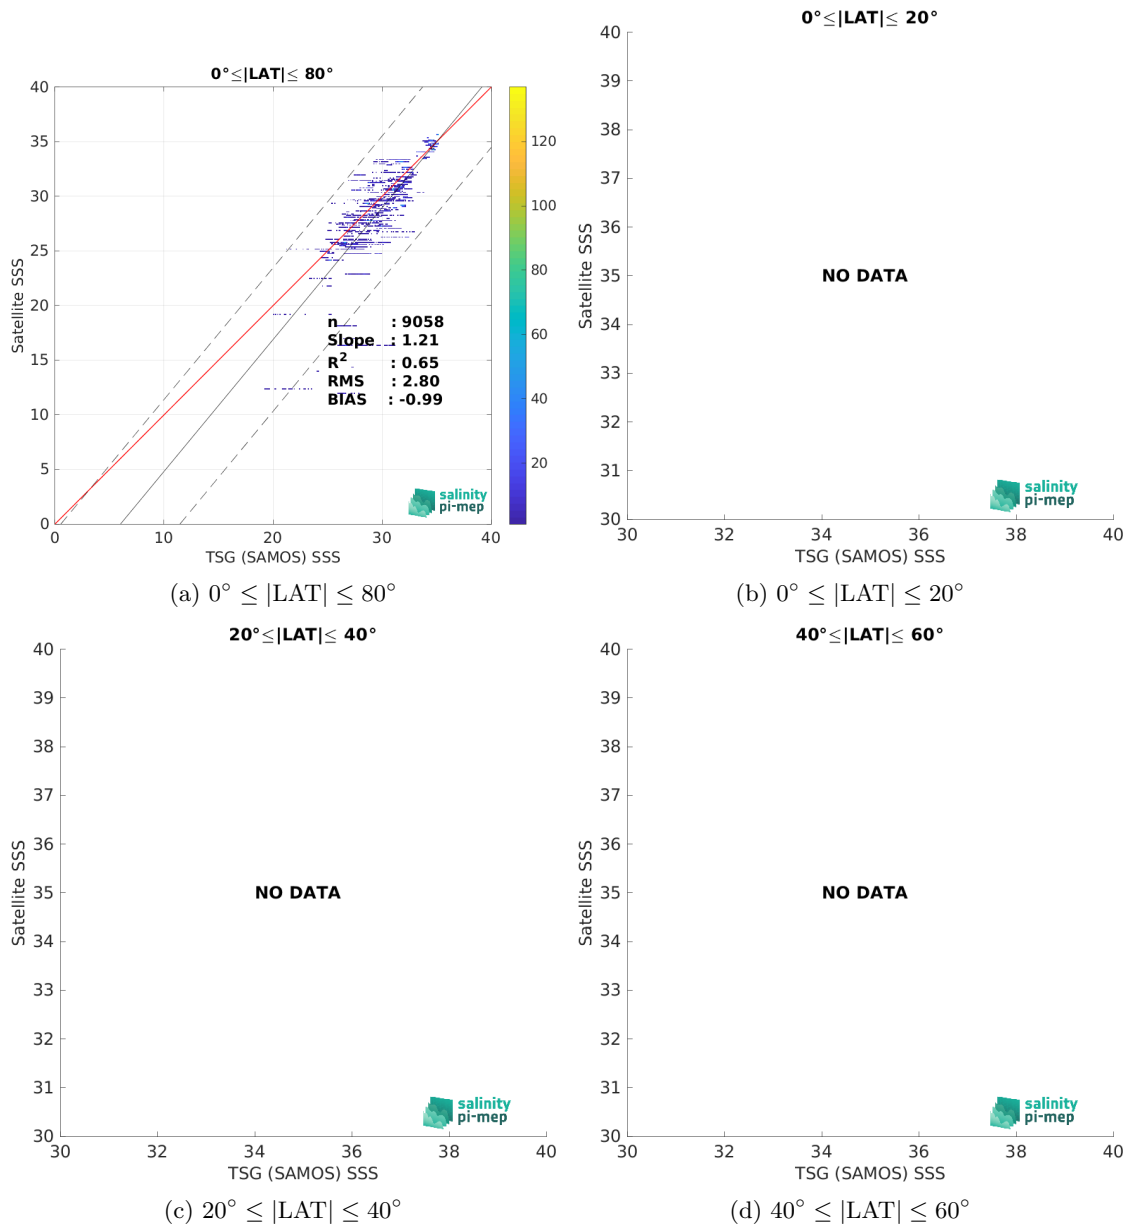 0°≤|LAT|≤ 80°
40
35
30
25
20
15
10
5
0
0
10
20
30
40
Satellite SSS
TSG (SAMOS) SSS
n : 9058
Slope : 1.21
R² : 0.65
RMS : 2.80
BIAS : -0.99
120
100
80
60
40
20
salinity
pi-mep
(a) 0° ≤ |LAT| ≤ 80°
0°≤|LAT|≤ 20°
40
39
38
37
36
35
34
33
32
31
30
30
32
34
36
38
40
Satellite SSS
NO DATA
TSG (SAMOS) SSS
salinity
pi-mep
(b) 0° ≤ |LAT| ≤ 20°
20°≤|LAT|≤ 40°
40
39
38
37
36
35
34
33
32
31
30
30
32
34
36
38
40
Satellite SSS
NO DATA
TSG (SAMOS) SSS
salinity
pi-mep
(c) 20° ≤ |LAT| ≤ 40°
40°≤|LAT|≤ 60°
40
39
38
37
36
35
34
33
32
31
30
30
32
34
36
38
40
Satellite SSS
NO DATA
TSG (SAMOS) SSS
salinity
pi-mep
(d) 40° ≤ |LAT| ≤ 60°